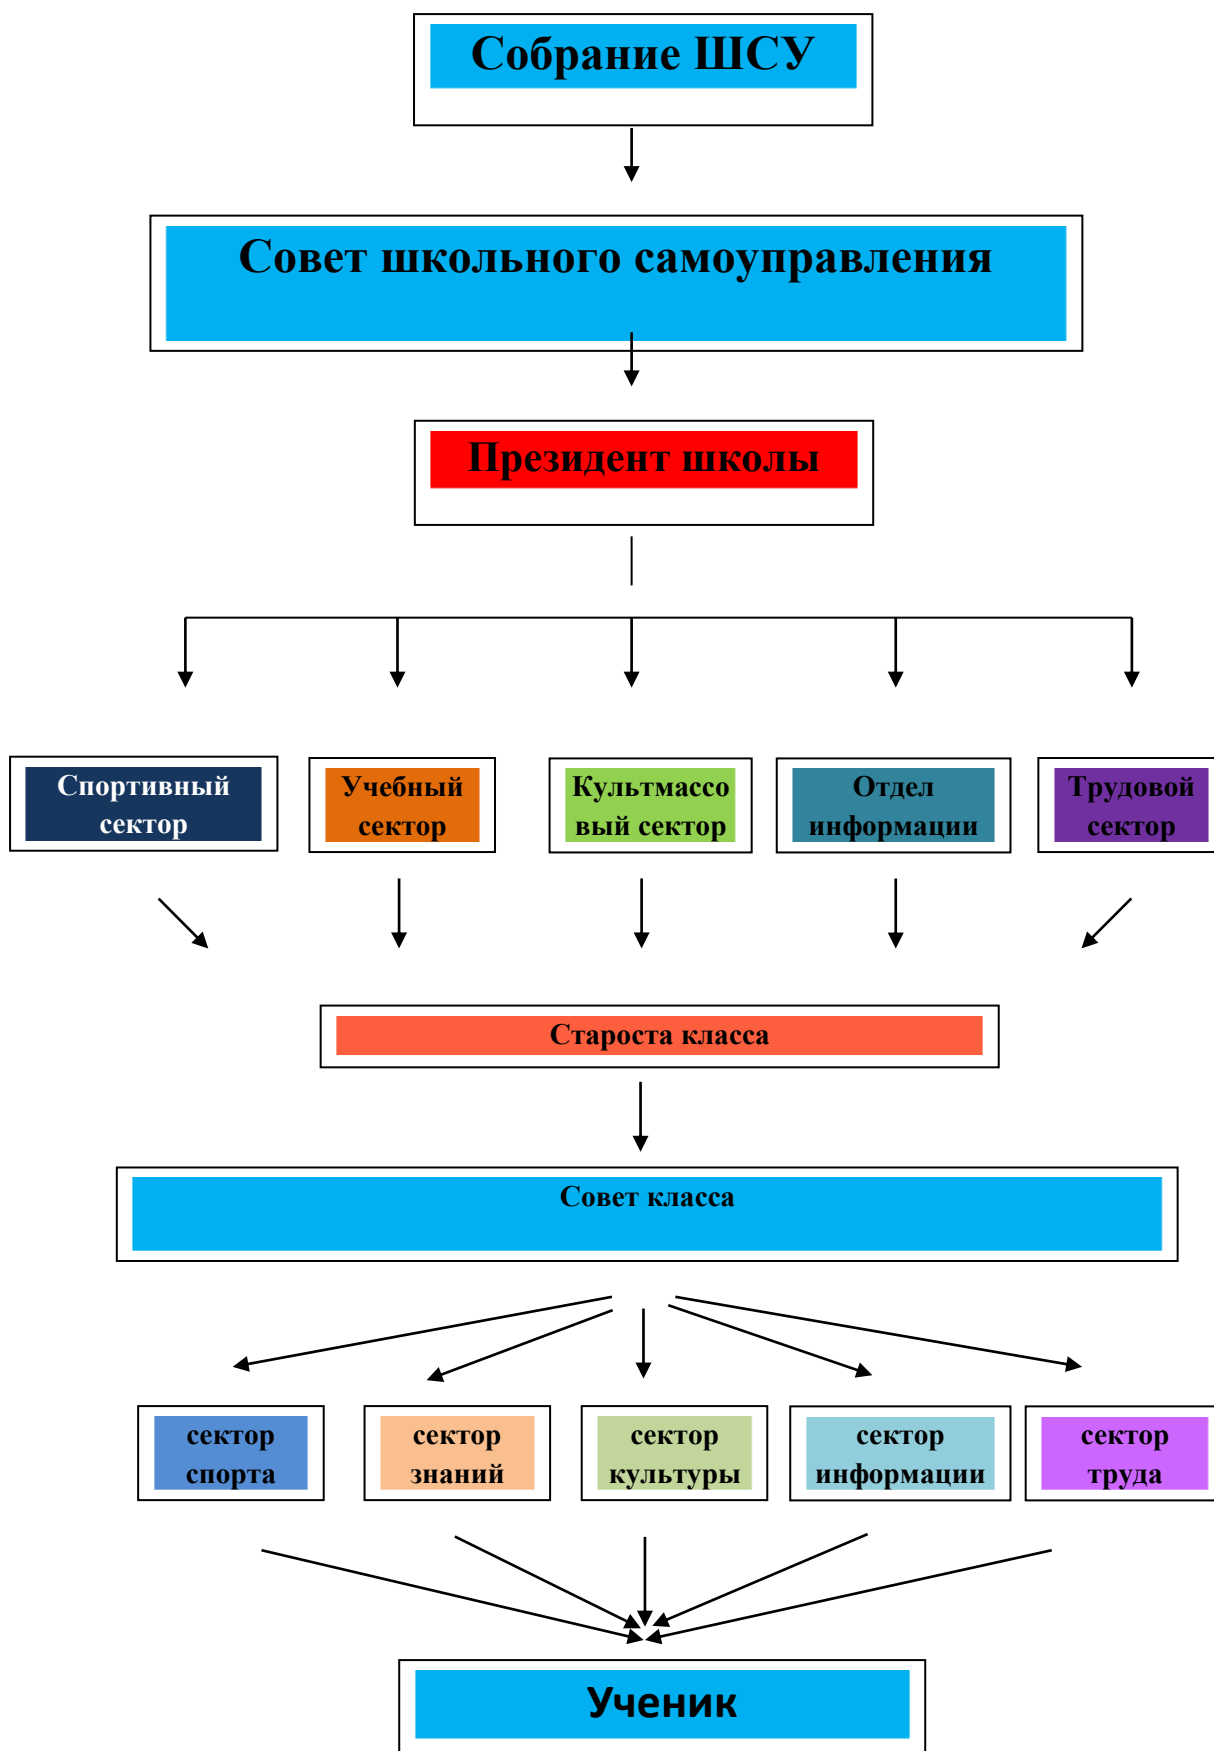 Собрание ШСУ
Совет школьного самоуправления
Президент школы
Спортивный
сектор
Учебный
сектор
Культмассо
вый сектор
Отдел
информации
Трудовой
сектор
Староста класса
Совет класса
сектор
спорта
сектор
знаний
сектор
культуры
сектор
информации
сектор
труда
Ученик